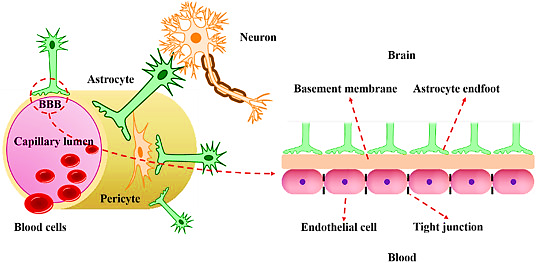 Neuron
Astrocyte
BBB
Capillary lumen
Pericyte
Blood cells
Brain
Basement membrane
Astrocyte endfoot
Endothelial cell
Tight junction
Blood